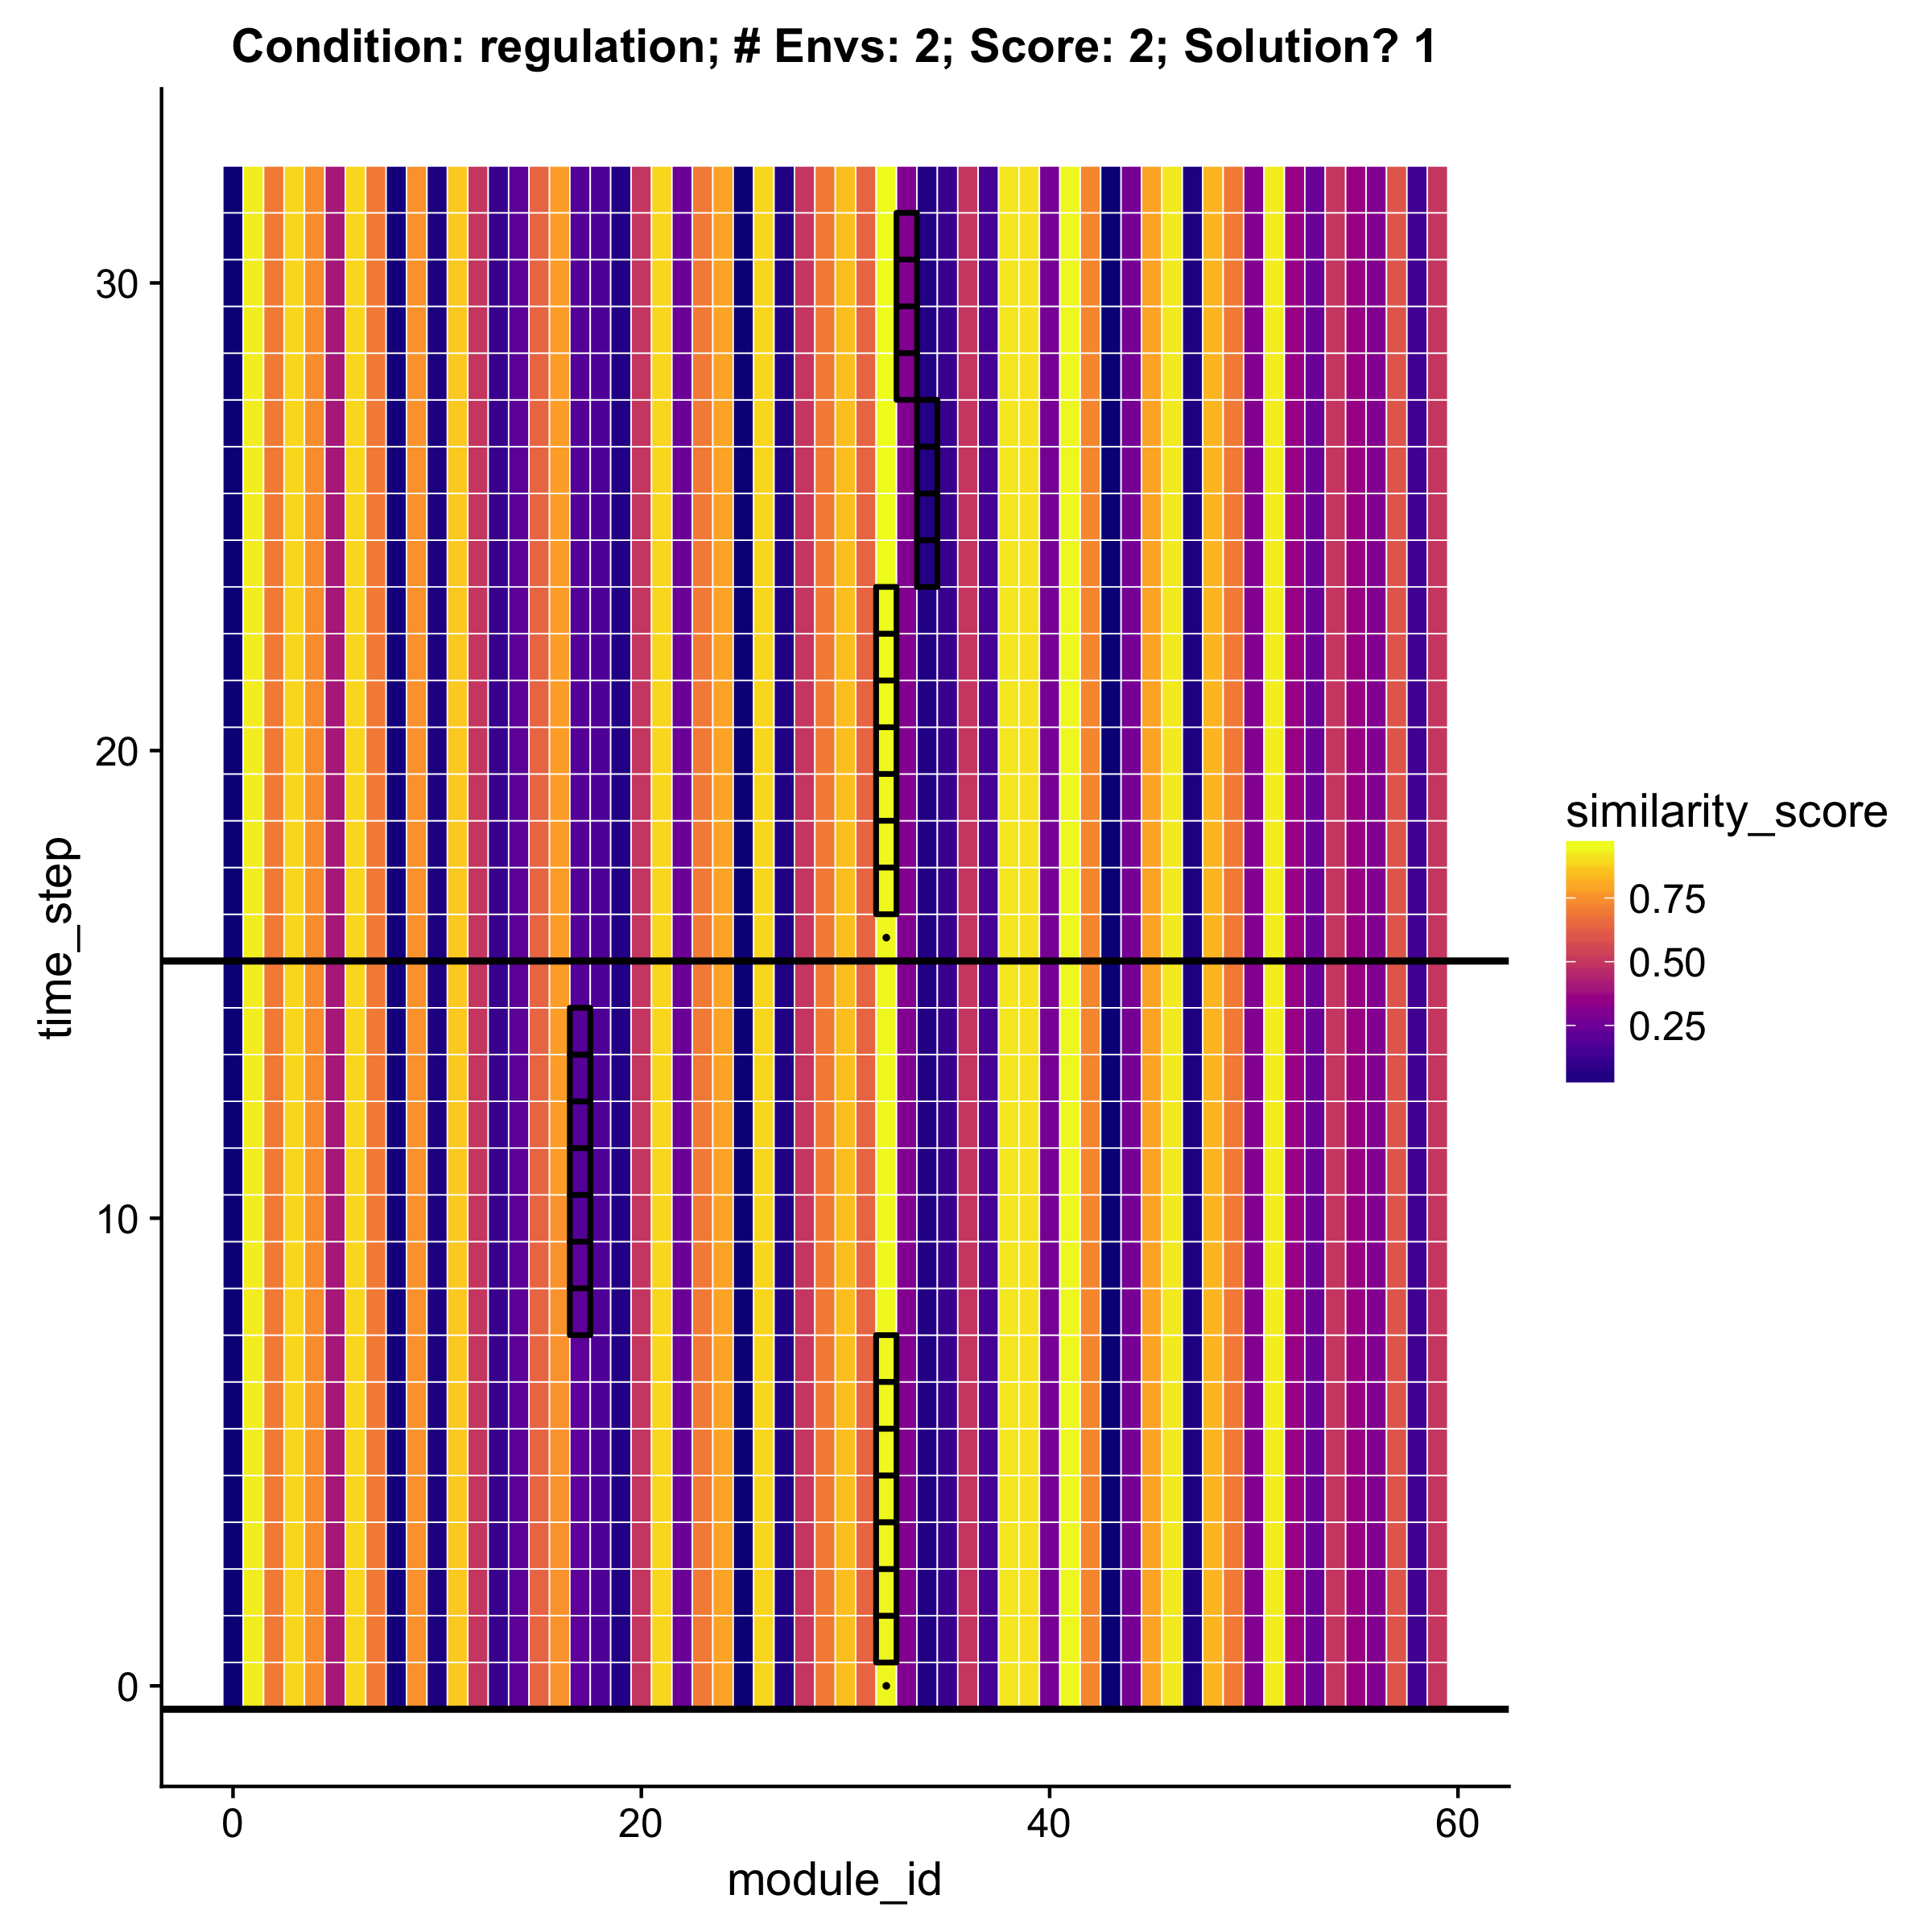 Condition: regulation; # Envs: 2; Score: 2; Solution? 1
30
20
10
0
time_step
0 20 40 60
module_id
similarity_score
0.75
0.50
0.25